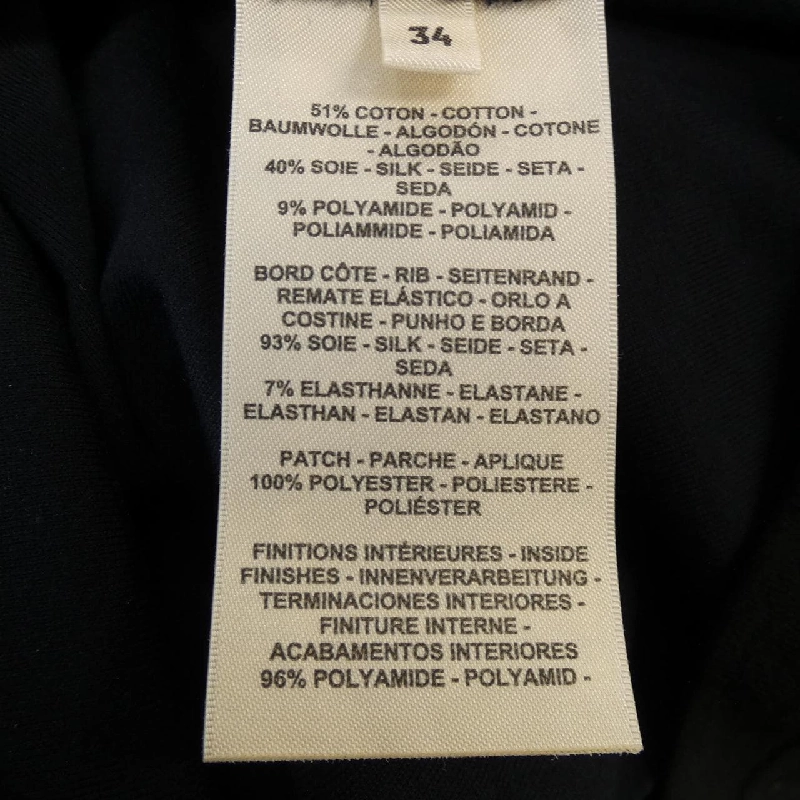 34
51% COTON - COTTON -
BAUMWOLLE - ALGODÓN - COTONE
- ALGODÃO
40% SOIE - SILK - SEIDE - SETA -
SEDA
9% POLYAMIDE - POLYAMID -
POLIAMMIDE - POLIAMIDA
BORD CÔTE - RIB - SEITENRAND -
REMATE ELÁSTICO - ORLO A
COSTINE - PUNHO E BORDA
93% SOIE - SILK - SEIDE - SETA -
SEDA
7% ELASTHANNE - ELASTANE -
ELASTHAN - ELASTAN - ELASTANO
PATCH - PARCHE - APLIQUE
100% POLYESTER - POLIESTERE -
POLIÉSTER
FINITIONS INTÉRIEURES - INSIDE
FINISHES - INNENVERARBEITUNG -
TERMINACIONES INTERIORES -
FINITURE INTERNE -
ACABAMENTOS INTERIORES
96% POLYAMIDE - POLYAMID -